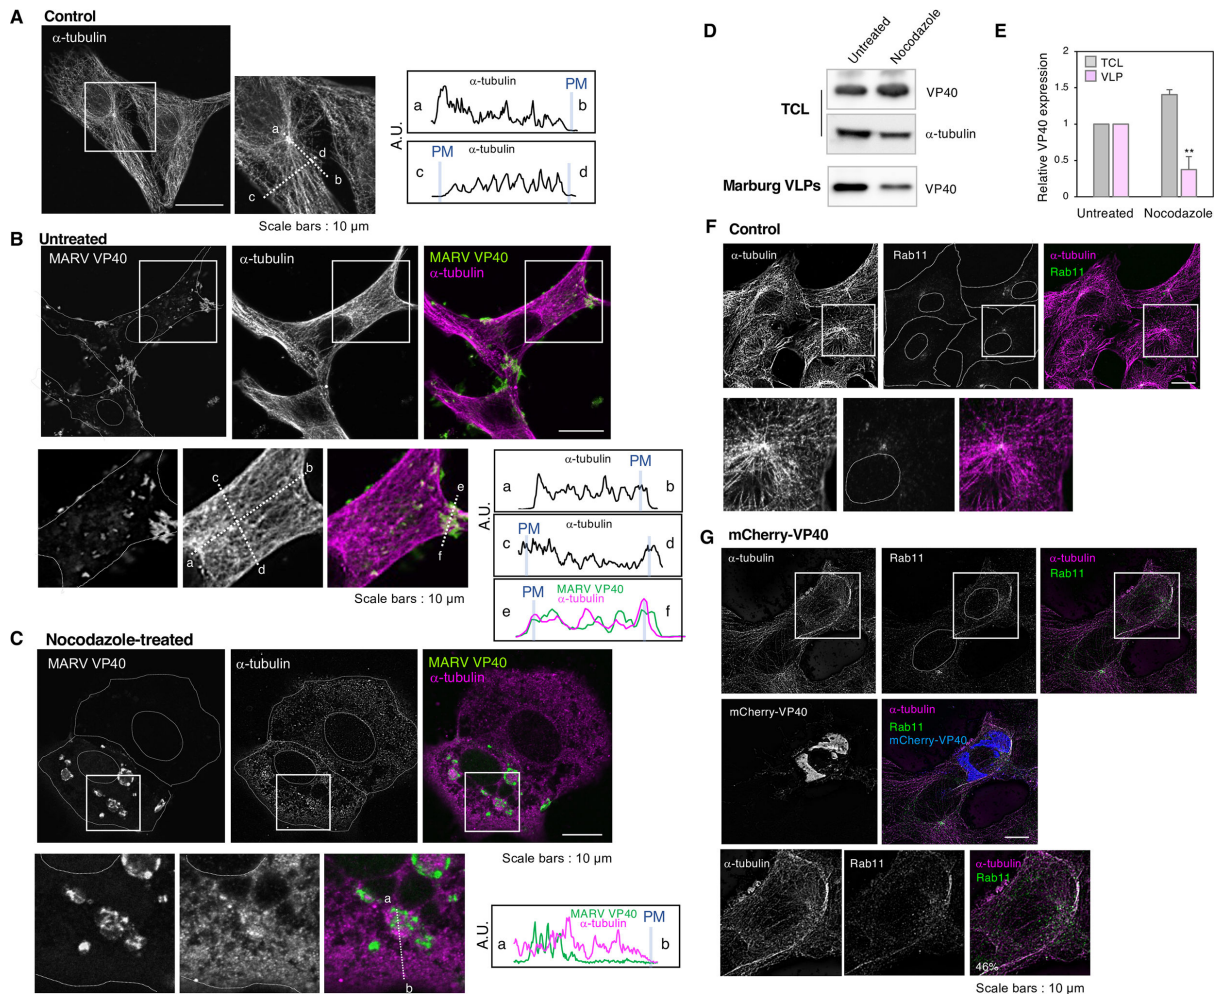 A
Control
α-tubulin
a
d
b
c
α-tubulin
PM
a
b
A.U.
PM
α-tubulin
c
d
Scale bars : 10 µm
B
Untreated
MARV VP40
α-tubulin
MARV VP40
α-tubulin
c
b
a
d
e
f
α-tubulin
PM
a
b
A.U.
PM
α-tubulin
c
d
MARV VP40
PM
α-tubulin
e
f
Scale bars : 10 µm
C
Nocodazole-treated
MARV VP40
α-tubulin
MARV VP40
α-tubulin
Scale bars : 10 µm
a
b
MARV VP40
PM
α-tubulin
a
b
A.U.
D
Untreated
Nocodazole
TCL
VP40
α-tubulin
Marburg VLPs
VP40
E
Relative VP40 expression
2
1.5
1
0.5
0
TCL
VLP
**
Untreated
Nocodazole
F
Control
α-tubulin
Rab11
α-tubulin
Rab11
G
mCherry-VP40
α-tubulin
Rab11
α-tubulin
Rab11
mCherry-VP40
α-tubulin
Rab11
mCherry-VP40
α-tubulin
Rab11
α-tubulin
Rab11
46%
Scale bars : 10 µm